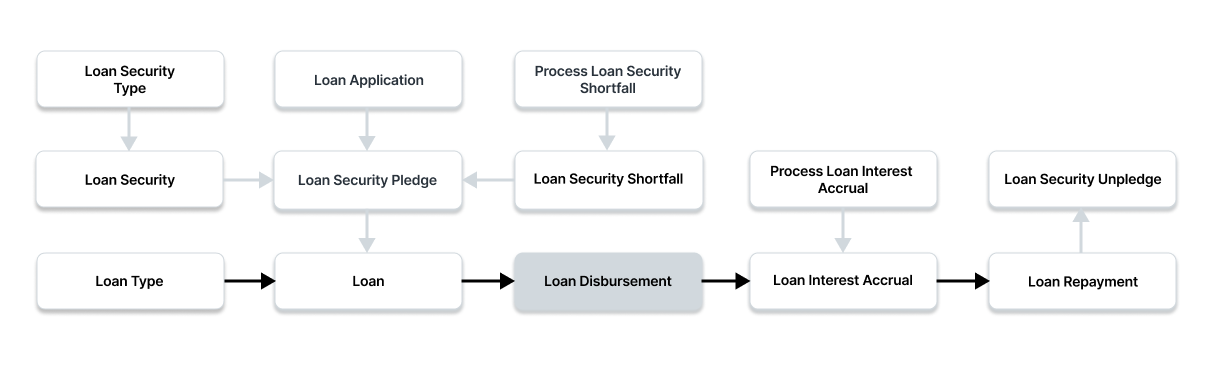 Loan Security
Type
Loan Application
Process Loan Security
Shortfall
Loan Security
Loan Security Pledge
Loan Security Shortfall
Process Loan Interest
Accrual
Loan Security Unpledge
Loan Type
Loan
Loan Disbursement
Loan Interest Accrual
Loan Repayment